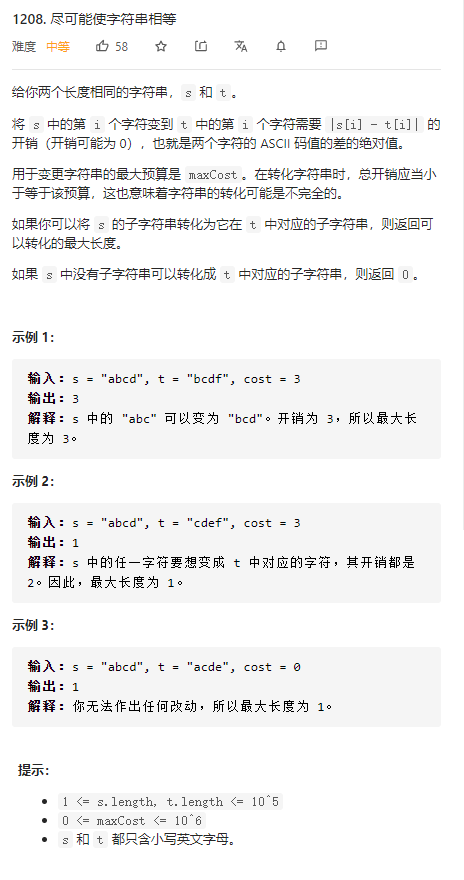 1208. 尽可能使字符串相等
难度 中等 58
给你两个长度相同的字符串，s 和 t。
将 s 中的第 i 个字符变到 t 中的第 i 个字符需要 |s[i] - t[i]| 的
开销（开销可能为 0），也就是两个字符的 ASCII 码值的差的绝对值。
用于变更字符串的最大预算是 maxCost。在转化字符串时，总开销应当小
于等于该预算，这也意味着字符串的转化可能是不完全的。
如果你可以将 s 的子字符串转化为它在 t 中对应的子字符串，则返回可
以转化的最大长度。
如果 s 中没有子字符串可以转化成 t 中对应的子字符串，则返回 0。
示例 1：
输入：s = "abcd", t = "bcdf", cost = 3
输出：3
解释：s 中的 "abc" 可以变为 "bcd"。开销为 3，所以最大长
度为 3。
示例 2：
输入：s = "abcd", t = "cdef", cost = 3
输出：1
解释：s 中的任一字符要想变成 t 中对应的字符，其开销都是
2。因此，最大长度为 1。
示例 3：
输入：s = "abcd", t = "acde", cost = 0
输出：1
解释：你无法作出任何改动，所以最大长度为 1。
提示：
• 1 <= s.length, t.length <= 10^5
• 0 <= maxCost <= 10^6
• s 和 t 都只含小写英文字母。